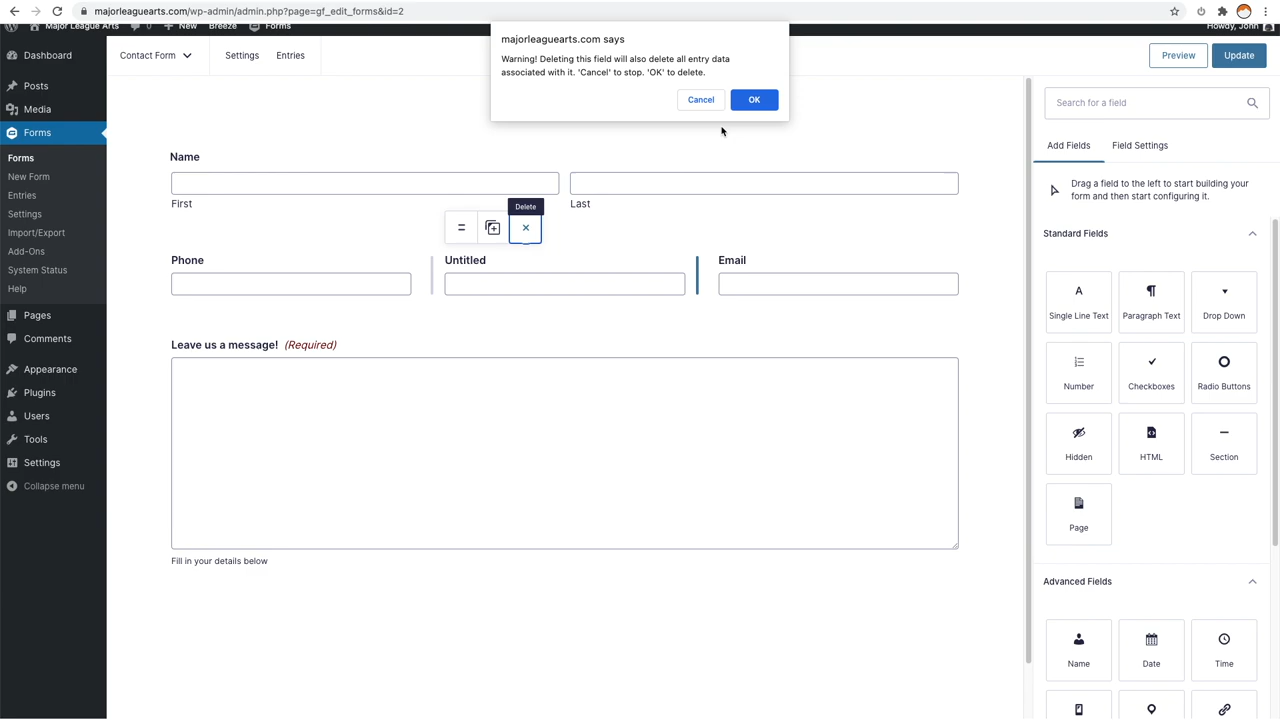 majorleaguearts.com/wp-admin/admin.php?page=gf_edit_forms&id=2
Major League Arts
0
New
Breeze
Forms
Howdy, John
Dashboard
Posts
Media
Forms
Forms
New Form
Entries
Settings
Import/Export
Add-Ons
System Status
Help
Pages
Comments
Appearance
Plugins
Users
Tools
Settings
Collapse menu
Contact Form
Settings
Entries
Preview
Update
majorleaguearts.com says
Warning! Deleting this field will also delete all entry data
associated with it. 'Cancel' to stop. 'OK' to delete.
Cancel
OK
Name
First
Last
Delete
Phone
Untitled
Email
Leave us a message! (Required)
Fill in your details below
Search for a field
Add Fields
Field Settings
Drag a field to the left to start building your
form and then start configuring it.
Standard Fields
A
Single Line Text
¶
Paragraph Text
Drop Down
Number
Checkboxes
Radio Buttons
Hidden
HTML
Section
Page
Advanced Fields
Name
Date
Time